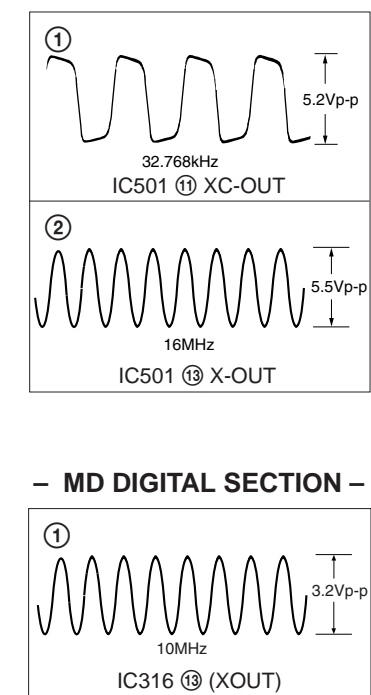 ①
5.2Vp-p
32.768kHz
IC501 ⑪ XC-OUT
②
5.5Vp-p
16MHz
IC501 ⑬ X-OUT
– MD DIGITAL SECTION –
①
3.2Vp-p
10MHz
IC316 ⑬ (XOUT)